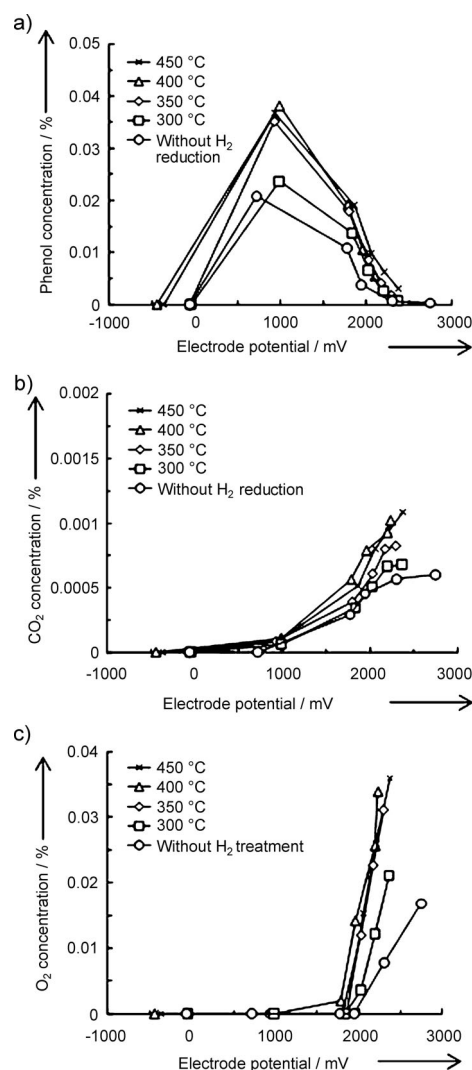 a)
Phenol concentration / %
0.05
0.04
0.03
0.02
0.01
0
450 °C
400 °C
350 °C
300 °C
Without H2
reduction
-1000 0 1000 2000 3000
Electrode potential / mV
b)
CO2 concentration / %
0.002
0.0015
0.001
0.0005
0
450 °C
400 °C
350 °C
300 °C
Without H2 reduction
-1000 0 1000 2000 3000
Electrode potential / mV
c)
O2 concentration / %
0.04
0.03
0.02
0.01
0
450 °C
400 °C
350 °C
300 °C
Without H2 treatment
-1000 0 1000 2000 3000
Electrode potential / mV